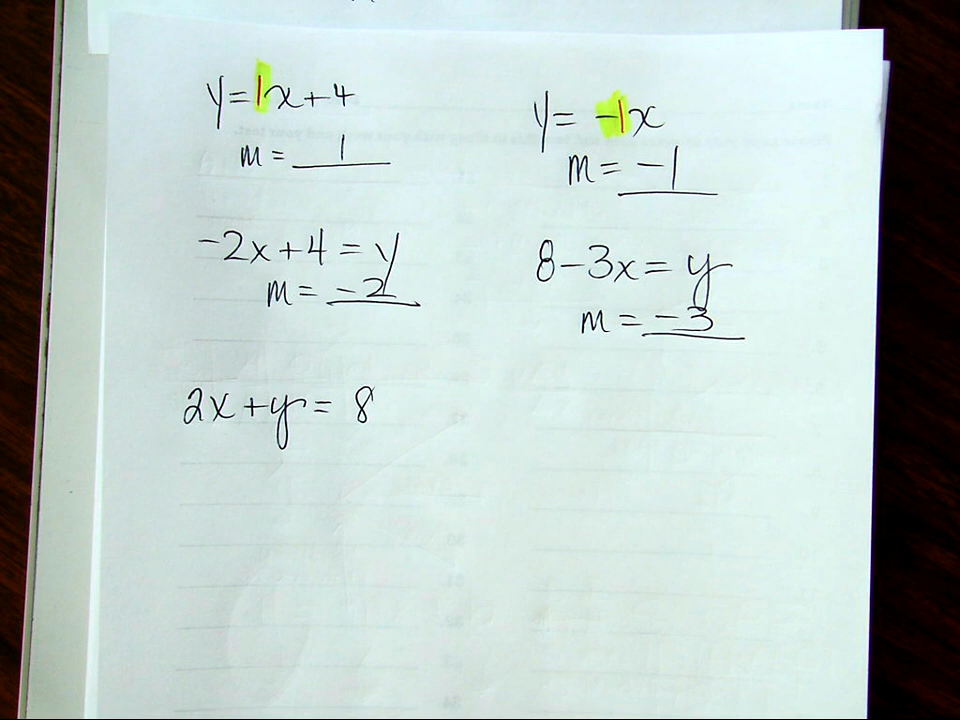 y = 1x + 4
m = 1
y = -1x
m = -1
-2x + 4 = y
m = -2
8 - 3x = y
m = -3
2x + y = 8